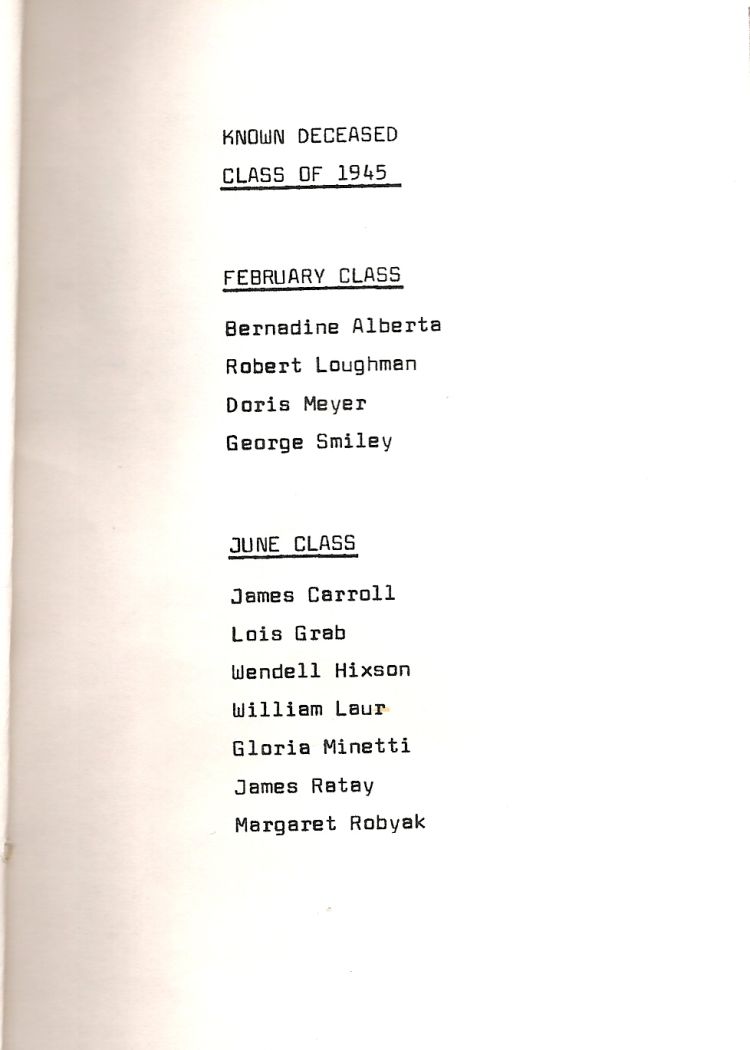 KNOWN DECEASED
CLASS OF 1945
FEBRUARY CLASS
Bernadine Alberta
Robert Loughman
Doris Meyer
George Smiley
JUNE CLASS
James Carroll
Lois Grab
Wendell Hixson
William Laur
Gloria Minetti
James Ratay
Margaret Robyak